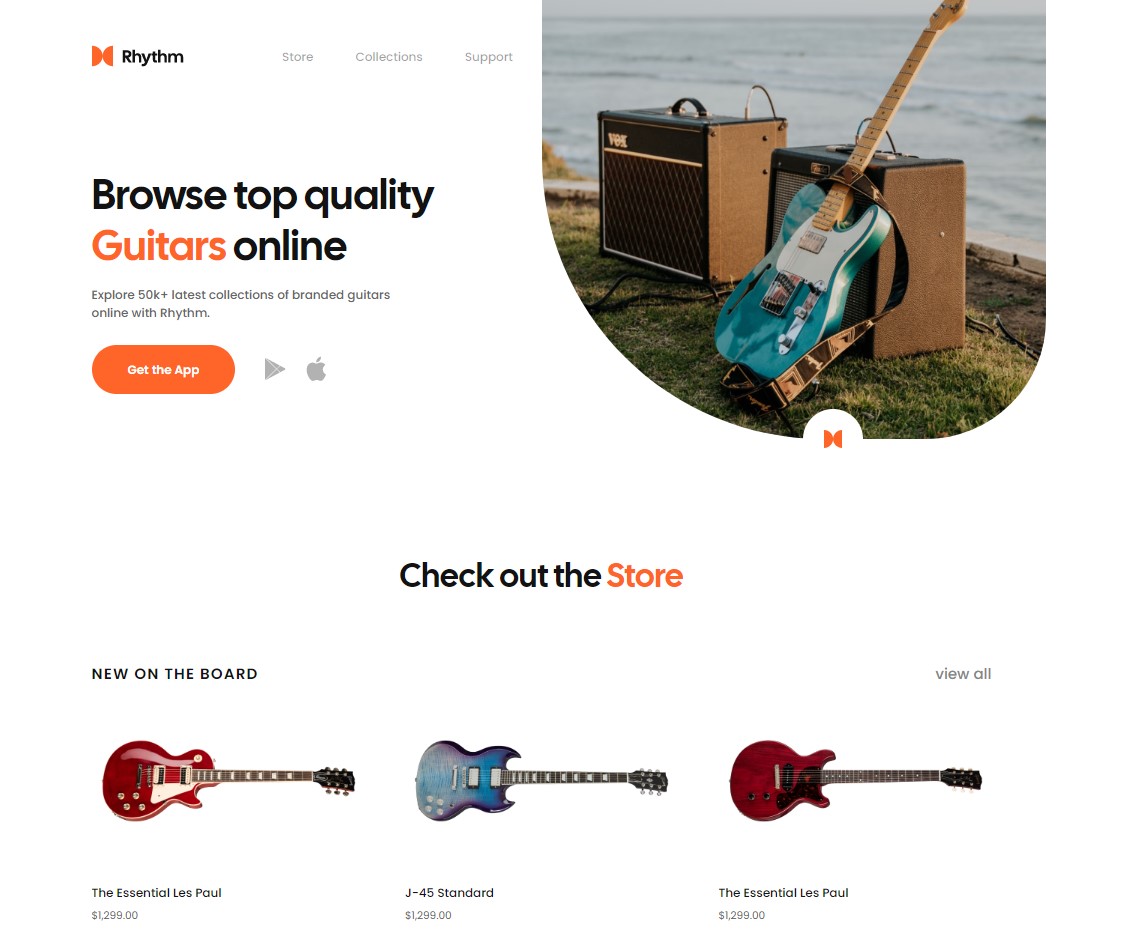 Rhythm
Store
Collections
Support
VOX
Browse top quality
Guitars online
Explore 50k+ latest collections of branded guitars
online with Rhythm.
Get the App
Check out the Store
NEW ON THE BOARD
view all
The Essential Les Paul
$1,299.00
J-45 Standard
$1,299.00
The Essential Les Paul
$1,299.00